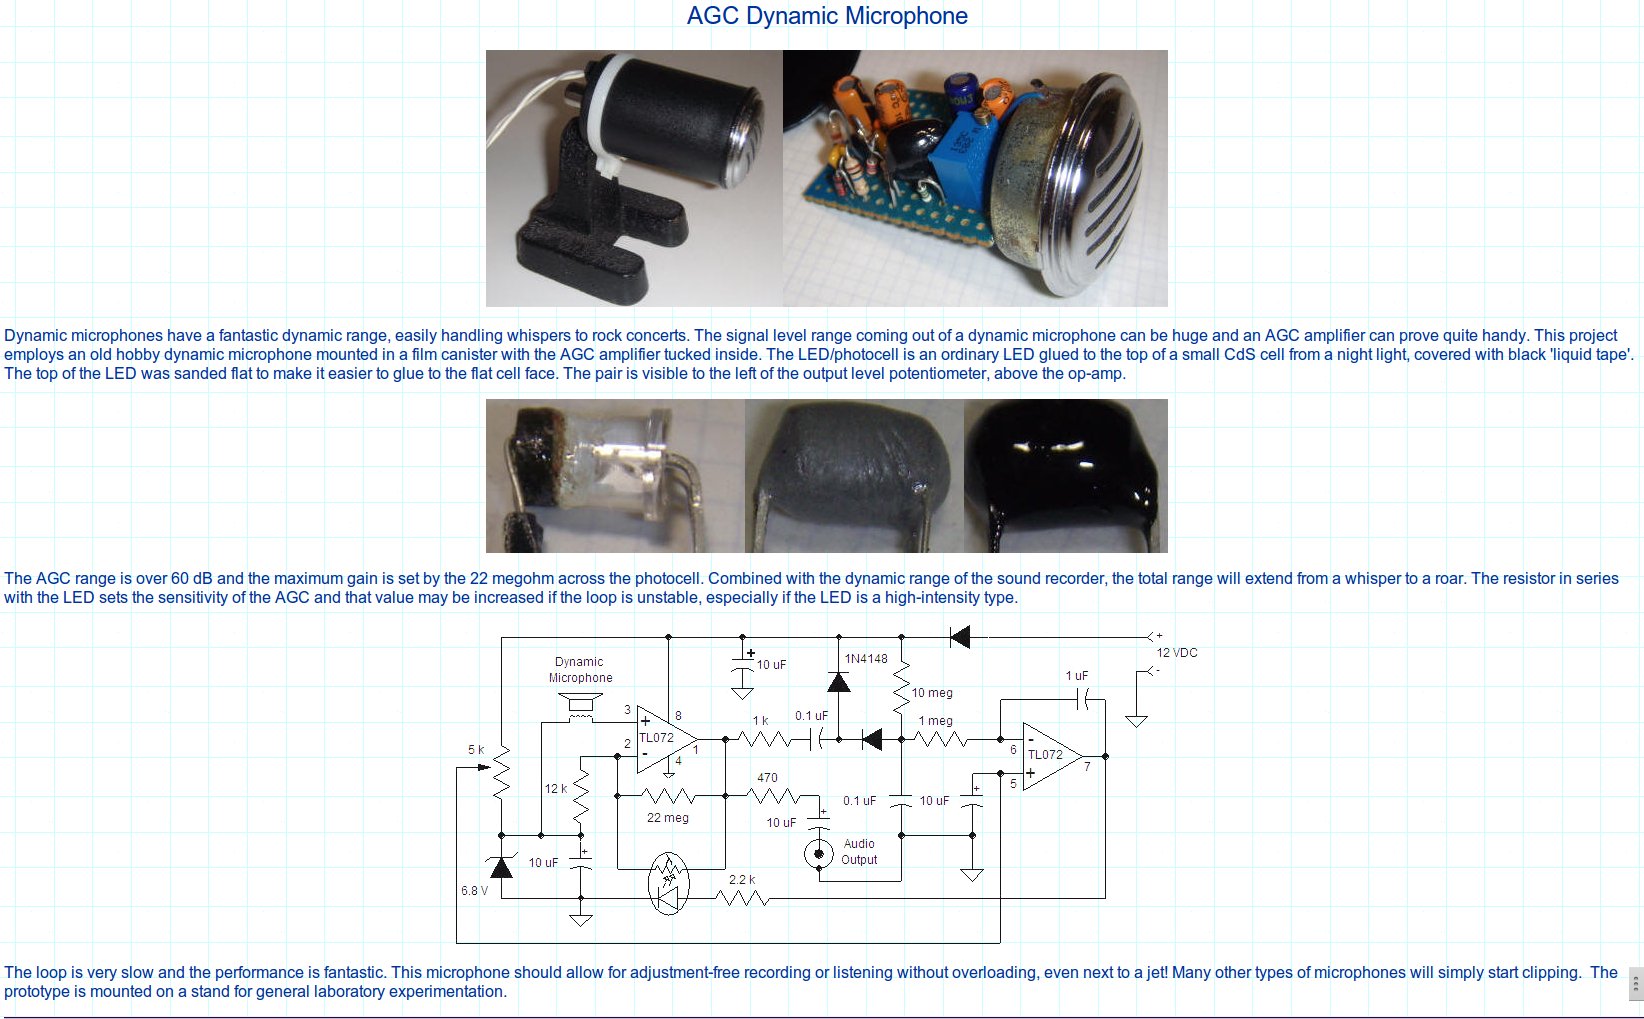 AGC Dynamic Microphone
Dynamic microphones have a fantastic dynamic range, easily handling whispers to rock concerts. The signal level range coming out of a dynamic microphone can be huge and an AGC amplifier can prove quite handy. This project
employs an old hobby dynamic microphone mounted in a film canister with the AGC amplifier tucked inside. The LED/photocell is an ordinary LED glued to the top of a small CdS cell from a night light, covered with black 'liquid tape'.
The top of the LED was sanded flat to make it easier to glue to the flat cell face. The pair is visible to the left of the output level potentiometer, above the op-amp.
The AGC range is over 60 dB and the maximum gain is set by the 22 megohm across the photocell. Combined with the dynamic range of the sound recorder, the total range will extend from a whisper to a roar. The resistor in series
with the LED sets the sensitivity of the AGC and that value may be increased if the loop is unstable, especially if the LED is a high-intensity type.
+
12 VDC
-
Dynamic
Microphone
+
10 uF
1N4148
10 meg
1 uF
3
+
8
TL072
2
-
1
4
1 k
0.1 uF
1 meg
-
6
TL072
7
+
5
5 k
12 k
22 meg
470
10 uF
+
0.1 uF
10 uF
+
Audio
Output
10 uF
+
6.8 V
2.2 k
The loop is very slow and the performance is fantastic. This microphone should allow for adjustment-free recording or listening without overloading, even next to a jet! Many other types of microphones will simply start clipping. The
prototype is mounted on a stand for general laboratory experimentation.